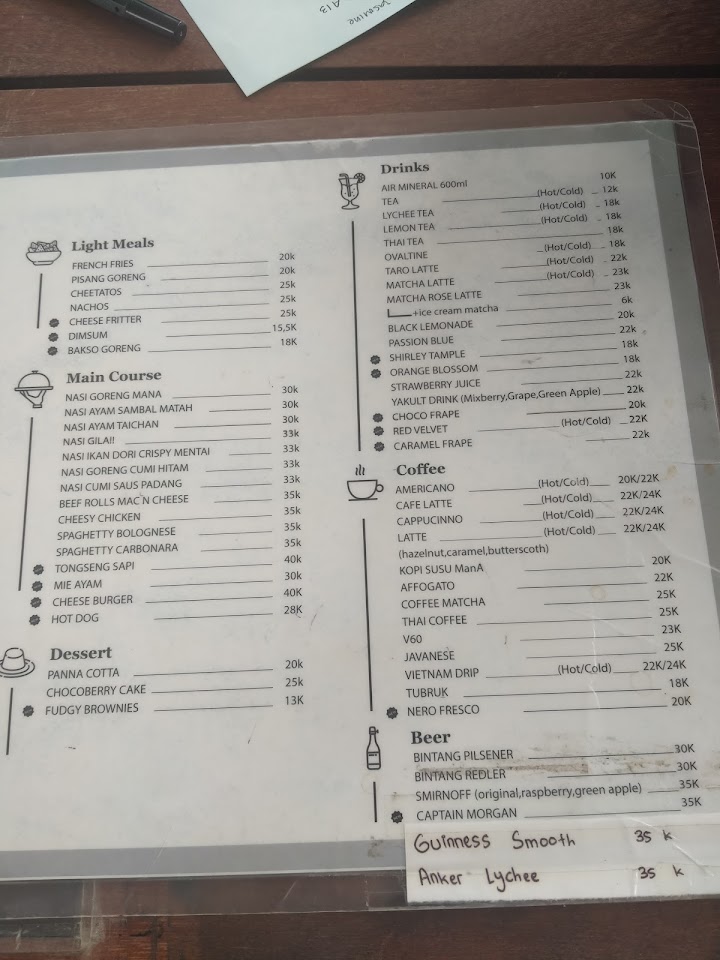 Light Meals
FRENCH FRIES 20k
PISANG GORENG 20k
CHEETATOS 25k
NACHOS 25k
CHEESE FRITTER 25k
DIMSUM 15,5K
BAKSO GORENG 18K
Main Course
NASI GORENG MANA 30k
NASI AYAM SAMBAL MATAH 30k
NASI AYAM TAICHAN 30k
NASI GILA!! 33k
NASI IKAN DORI CRISPY MENTAI 33k
NASI GORENG CUMI HITAM 33k
NASI CUMI SAUS PADANG 33k
BEEF ROLLS MAC N CHEESE 35k
CHEESY CHICKEN 35k
SPAGHETTY BOLOGNESE 35k
SPAGHETTY CARBONARA 35k
TONGSENG SAPI 40k
MIE AYAM 30k
CHEESE BURGER 40K
HOT DOG 28K
Dessert
PANNA COTTA 20k
CHOCOBERRY CAKE 25k
FUDGY BROWNIES 13K
Drinks
AIR MINERAL 600ml 10K
TEA (Hot/Cold) 12k
LYCHEE TEA (Hot/Cold) 18k
LEMON TEA (Hot/Cold) 18k
THAI TEA 18k
OVALTINE (Hot/Cold) 18k
TARO LATTE (Hot/Cold) 22k
MATCHA LATTE (Hot/Cold) 23k
MATCHA ROSE LATTE 23k
+ice cream matcha 6k
BLACK LEMONADE 20k
PASSION BLUE 22k
SHIRLEY TAMPLE 18k
ORANGE BLOSSOM 18k
STRAWBERRY JUICE 22k
YAKULT DRINK (Mixberry,Grape,Green Apple) 22k
CHOCO FRAPE 20k
RED VELVET (Hot/Cold) 22K
CARAMEL FRAPE 22k
Coffee
AMERICANO (Hot/Cold) 20K/22K
CAFE LATTE (Hot/Cold) 22K/24K
CAPPUCINNO (Hot/Cold) 22K/24K
LATTE (Hot/Cold) 22K/24K
(hazelnut,caramel,butterscoth)
KOPI SUSU ManA 20K
AFFOGATO 22K
COFFEE MATCHA 25K
THAI COFFEE 25K
V60 23K
JAVANESE 25K
VIETNAM DRIP (Hot/Cold) 22K/24K
TUBRUK 18K
NERO FRESCO 20K
Beer
BINTANG PILSENER 30K
BINTANG REDLER 30K
SMIRNOFF (original,raspberry,green apple) 35K
CAPTAIN MORGAN 35K
Guinness Smooth 35 k
Anker Lychee 35 k